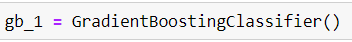 gb_1 = GradientBoostingClassifier()